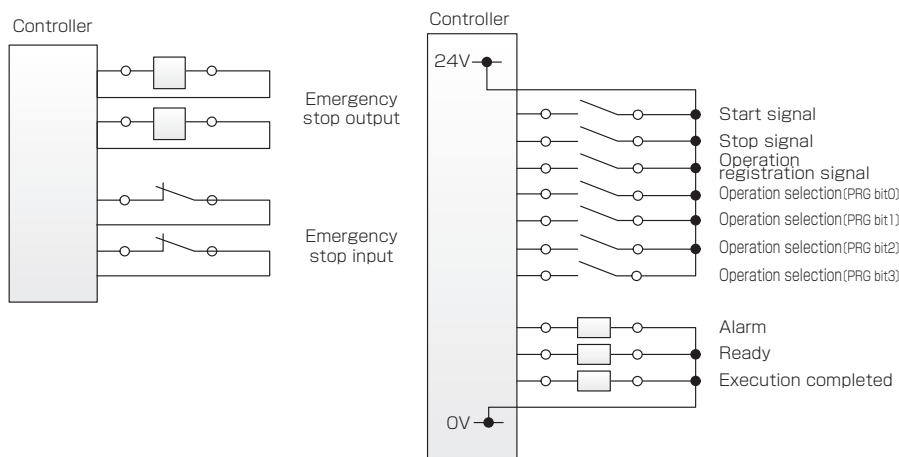 Controller
Emergency
stop output
Emergency
stop input
Controller
24V
Start signal
Stop signal
Operation
registration signal
Operation selection(PRG bit0)
Operation selection(PRG bit1)
Operation selection(PRG bit2)
Operation selection(PRG bit3)
Alarm
Ready
Execution completed
0V